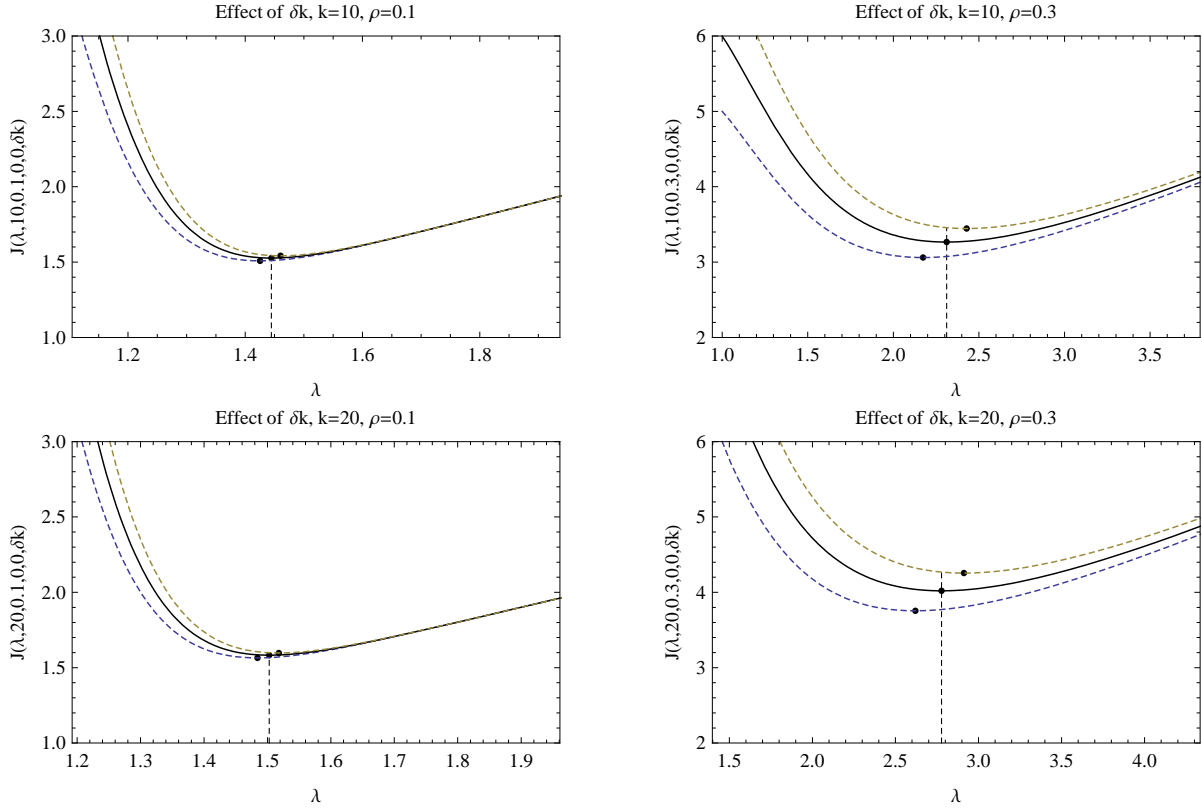 Effect of δk, k=10, ρ=0.1
J(λ,10,0.1,0,0,δk)
3.0
2.5
2.0
1.5
1.0
1.2 1.4 1.6 1.8
λ
Effect of δk, k=10, ρ=0.3
J(λ,10,0.3,0,0,δk)
6
5
4
3
2
1.0 1.5 2.0 2.5 3.0 3.5
λ
Effect of δk, k=20, ρ=0.1
J(λ,20,0.1,0,0,δk)
3.0
2.5
2.0
1.5
1.0
1.2 1.3 1.4 1.5 1.6 1.7 1.8 1.9
λ
Effect of δk, k=20, ρ=0.3
J(λ,20,0.3,0,0,δk)
6
5
4
3
2
1.5 2.0 2.5 3.0 3.5 4.0
λ